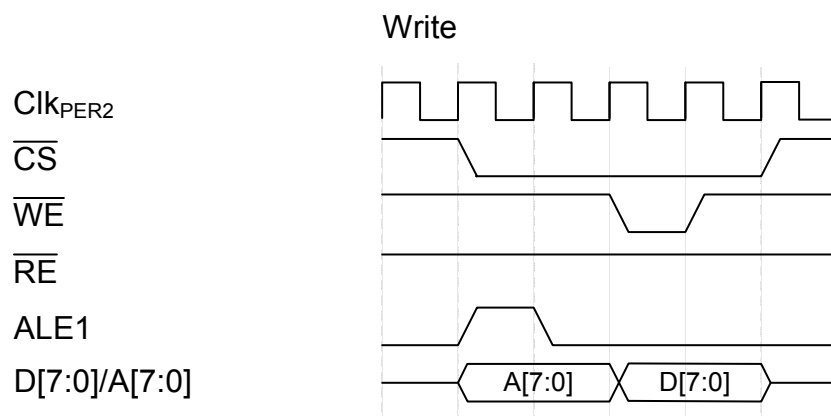 Write
ClkPER2
CS
WE
RE
ALE1
D[7:0]/A[7:0] A[7:0] D[7:0]